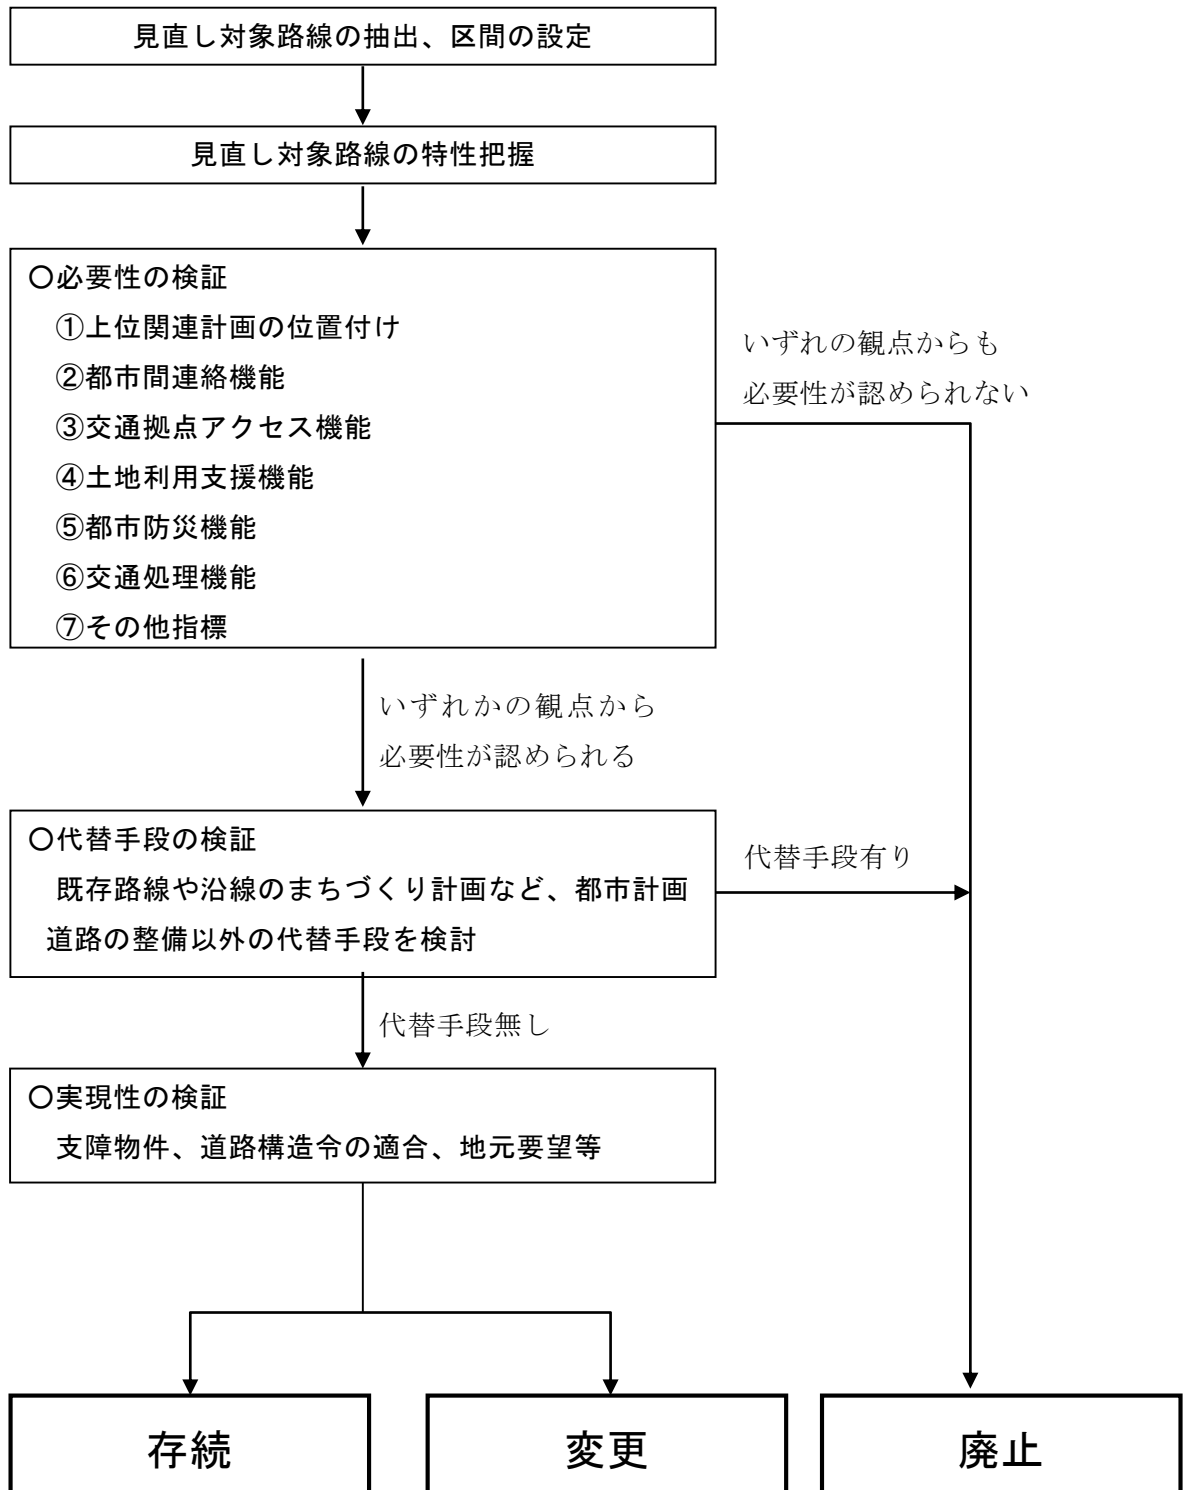 見直し対象路線の抽出、区間の設定
見直し対象路線の特性把握
〇必要性の検証
①上位関連計画の位置付け
②都市間連絡機能
③交通拠点アクセス機能
④土地利用支援機能
⑤都市防災機能
⑥交通処理機能
⑦その他指標
いずれの観点からも
必要性が認められない
いずれかの観点から
必要性が認められる
〇代替手段の検証
既存路線や沿線のまちづくり計画など、都市計画
道路の整備以外の代替手段を検討
代替手段有り
代替手段無し
〇実現性の検証
支障物件、道路構造令の適合、地元要望等
存続
変更
廃止